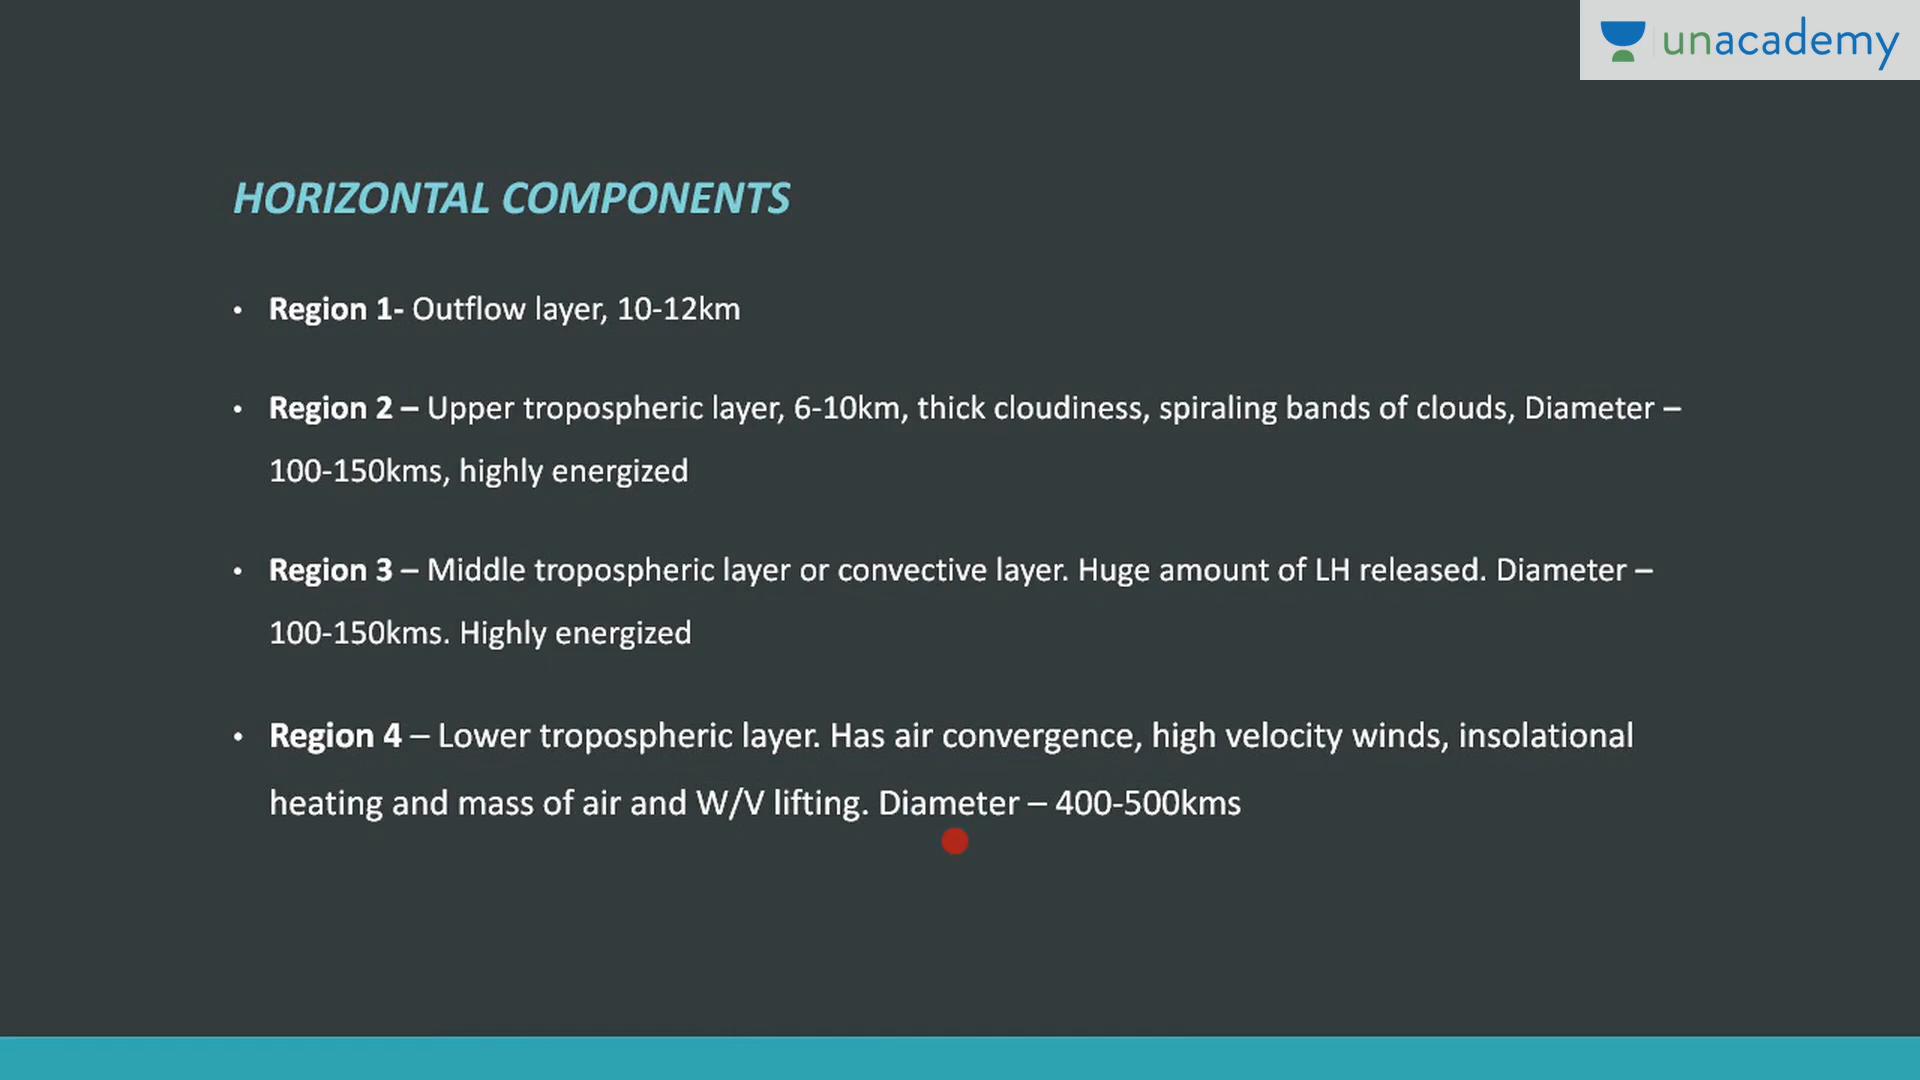 unacademy
HORIZONTAL COMPONENTS
• Region 1- Outflow layer, 10-12km
• Region 2 – Upper tropospheric layer, 6-10km, thick cloudiness, spiraling bands of clouds, Diameter –
100-150kms, highly energized
• Region 3 – Middle tropospheric layer or convective layer. Huge amount of LH released. Diameter –
100-150kms. Highly energized
• Region 4 – Lower tropospheric layer. Has air convergence, high velocity winds, insolational
heating and mass of air and W/V lifting. Diameter – 400-500kms